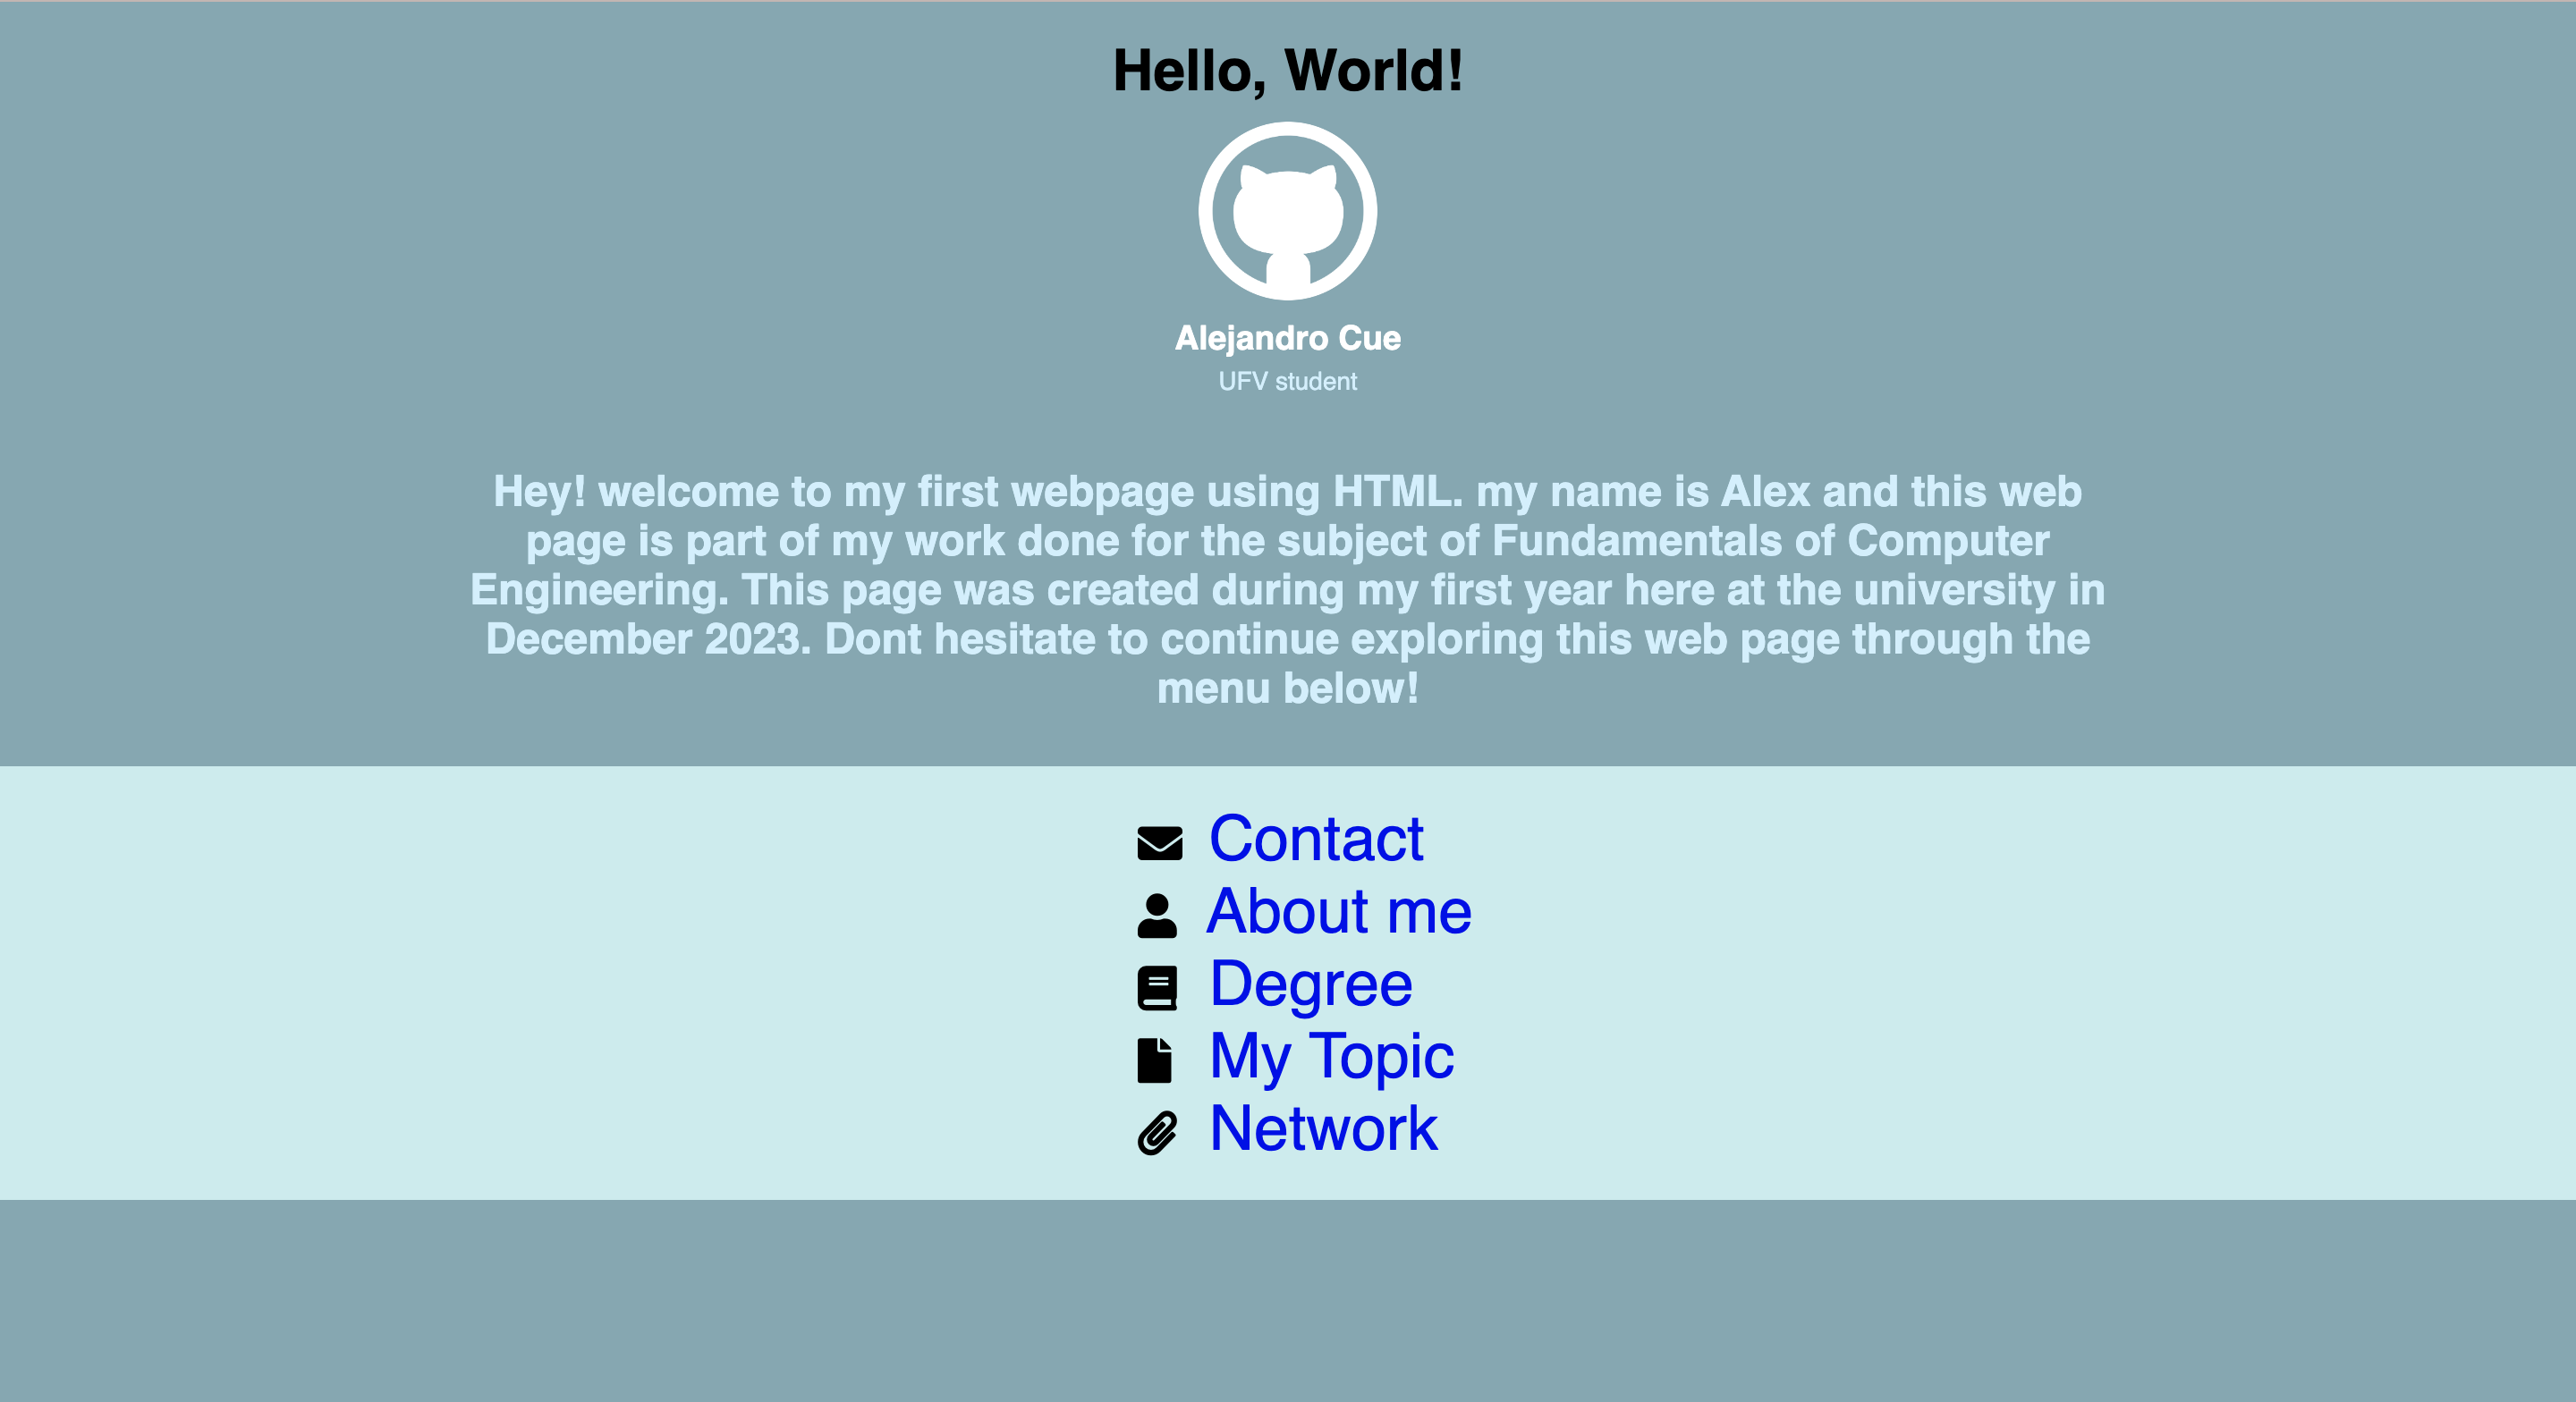 Hello, World!
Alejandro Cue
UFV student
Hey! welcome to my first webpage using HTML. my name is Alex and this web
page is part of my work done for the subject of Fundamentals of Computer
Engineering. This page was created during my first year here at the university in
December 2023. Dont hesitate to continue exploring this web page through the
menu below!
Contact
About me
Degree
My Topic
Network